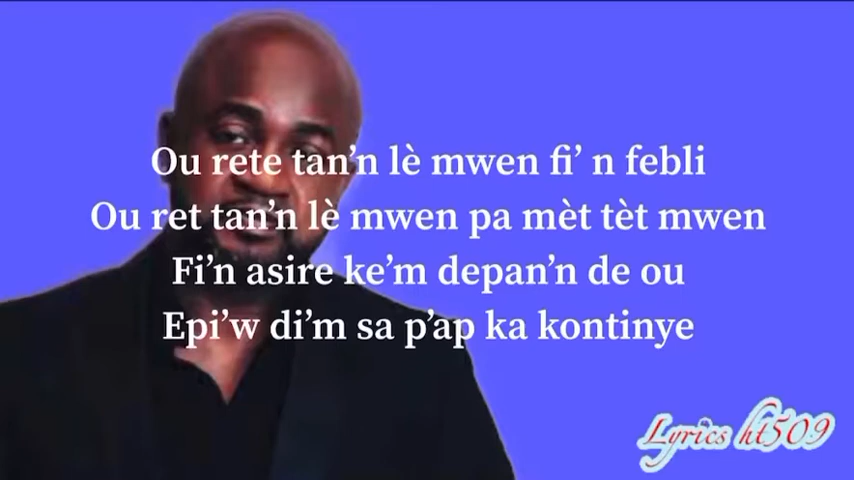 Ou rete tan’n lè mwen fi’ n febli
Ou ret tan’n lè mwen pa mèt tèt mwen
Fi’n asire ke’m depan’n de ou
Epi’w di’m sa p’ap ka kontinye
Lyrics ht509